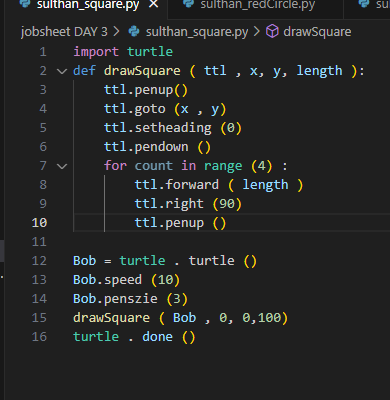 sulthan_square.py X sulthan_redCircle.py
jobsheet DAY 3 > sulthan_square.py > drawSquare
1 import turtle
2 def drawSquare ( ttl , x, y, length ):
3 ttl.penup()
4 ttl.goto (x , y)
5 ttl.setheading (0)
6 ttl.pendown ()
7 for count in range (4) :
8 ttl.forward ( length )
9 ttl.right (90)
10 ttl.penup ()
11
12 Bob = turtle . turtle ()
13 Bob.speed (10)
14 Bob.penszie (3)
15 drawSquare ( Bob , 0, 0,100)
16 turtle . done ()